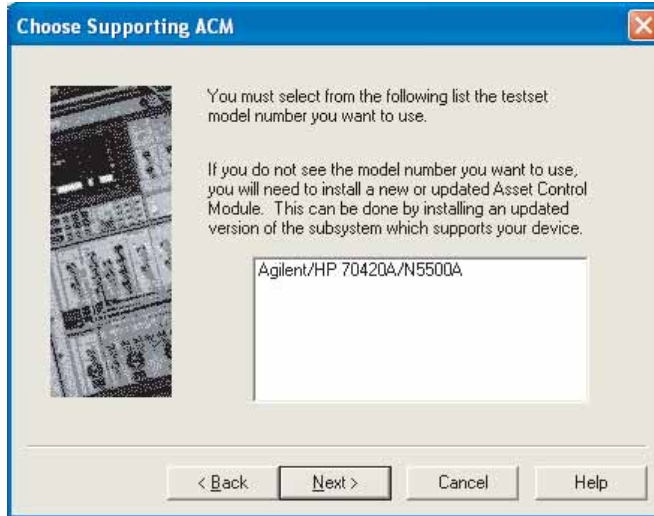 Choose Supporting ACM
You must select from the following list the testset
model number you want to use.
If you do not see the model number you want to use,
you will need to install a new or updated Asset Control
Module. This can be done by installing an updated
version of the subsystem which supports your device.
Agilent/HP 70420A/N5500A
< Back
Next >
Cancel
Help